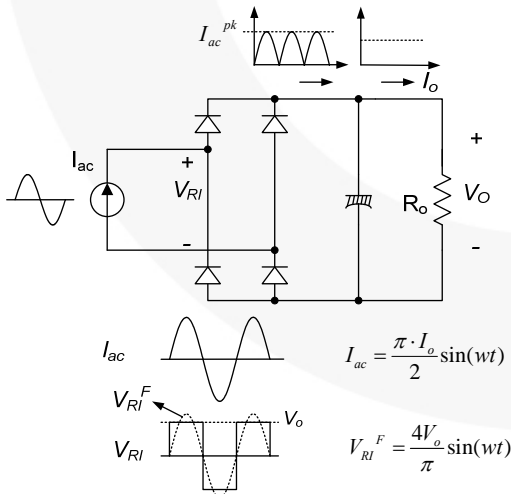 I_ac^pk
I_o
I_ac
+
V_RI
-
+
R_o
V_O
-
I_ac
I_ac = π · I_o / 2 sin(wt)
V_RI^F
V_o
V_RI
V_RI^F = 4V_o / π sin(wt)